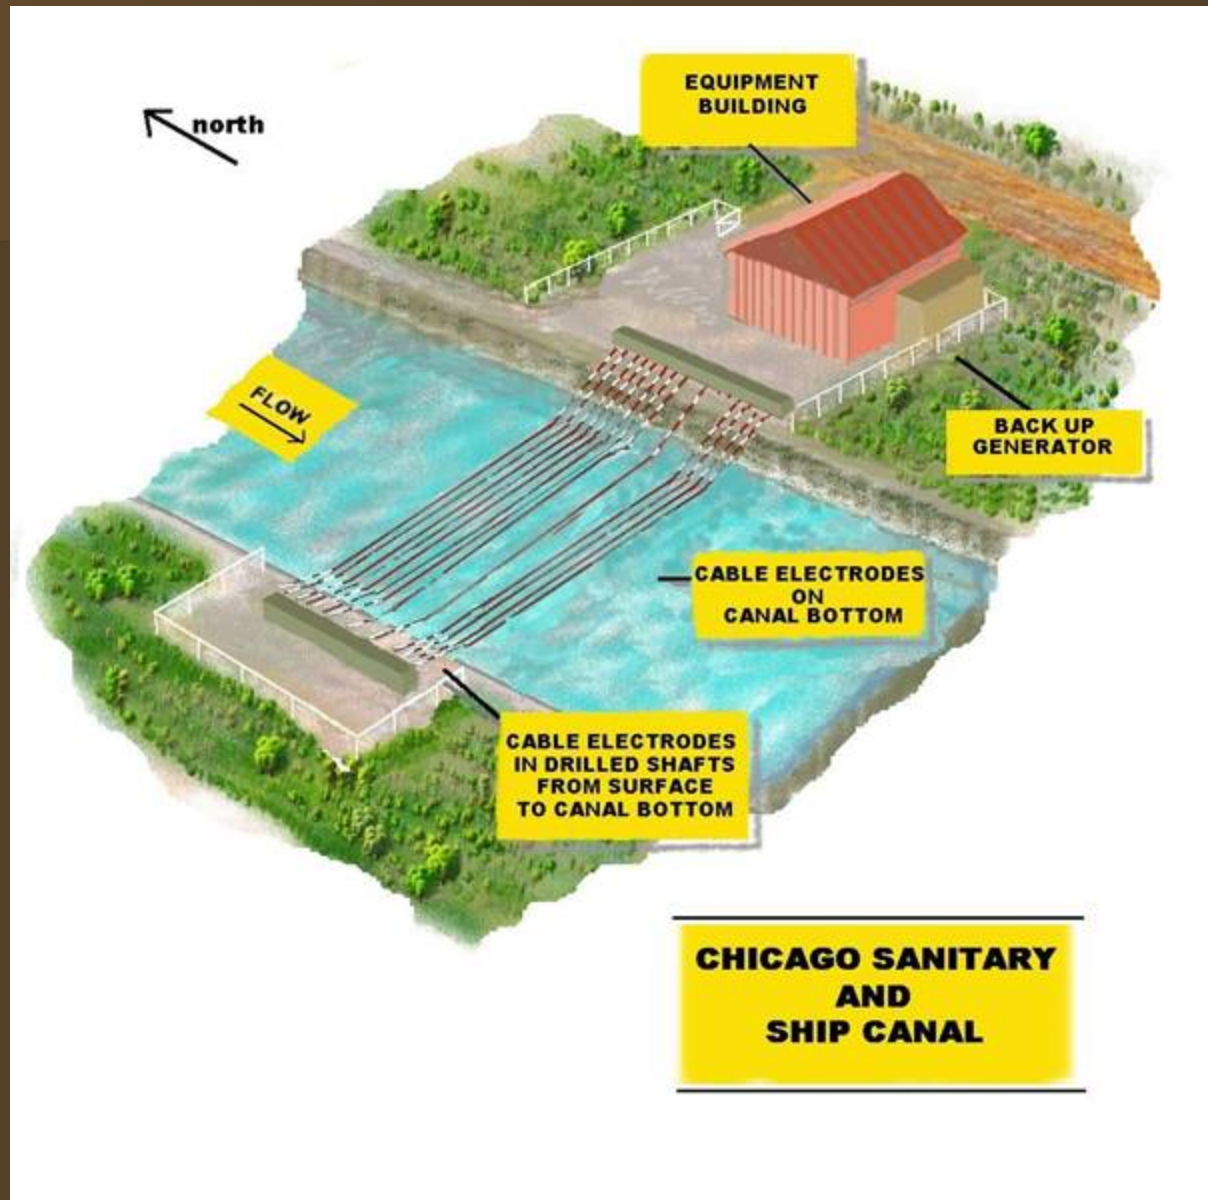 EQUIPMENT
BUILDING
north
FLOW
BACK UP
GENERATOR
CABLE ELECTRODES
ON
CANAL BOTTOM
CABLE ELECTRODES
IN DRILLED SHAFTS
FROM SURFACE
TO CANAL BOTTOM
CHICAGO SANITARY
AND
SHIP CANAL